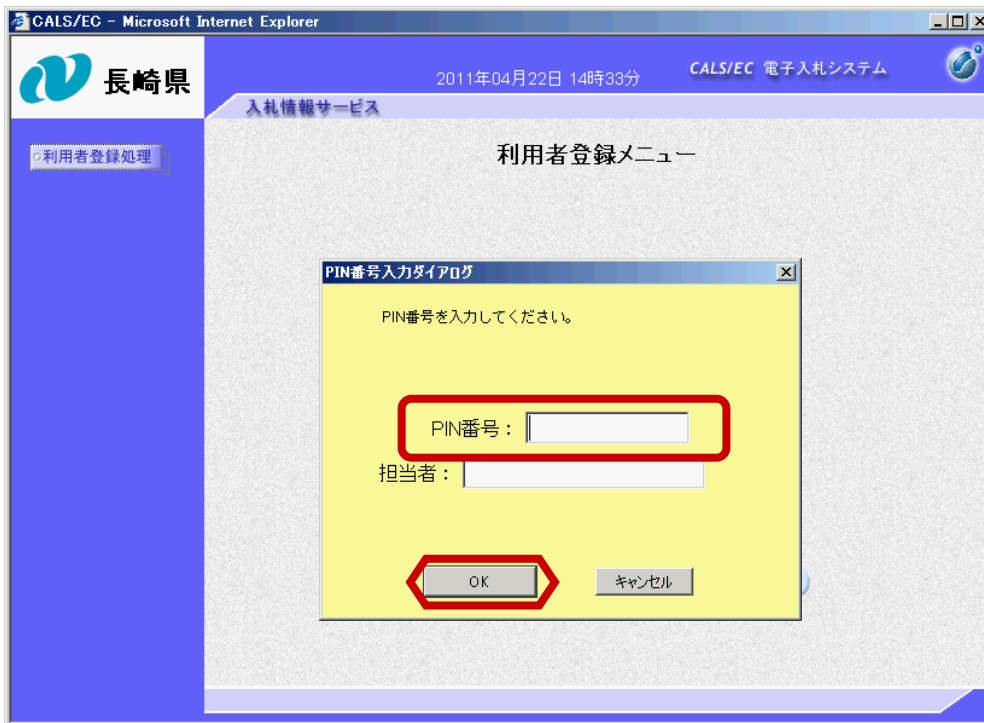 CALS/EC - Microsoft Internet Explorer
長崎県
2011年04月22日 14時33分
CALS/EC 電子入札システム
入札情報サービス
利用者登録処理
利用者登録メニュー
PIN番号入力ダイアログ
PIN番号を入力してください。
PIN番号：
担当者：
OK
キャンセル